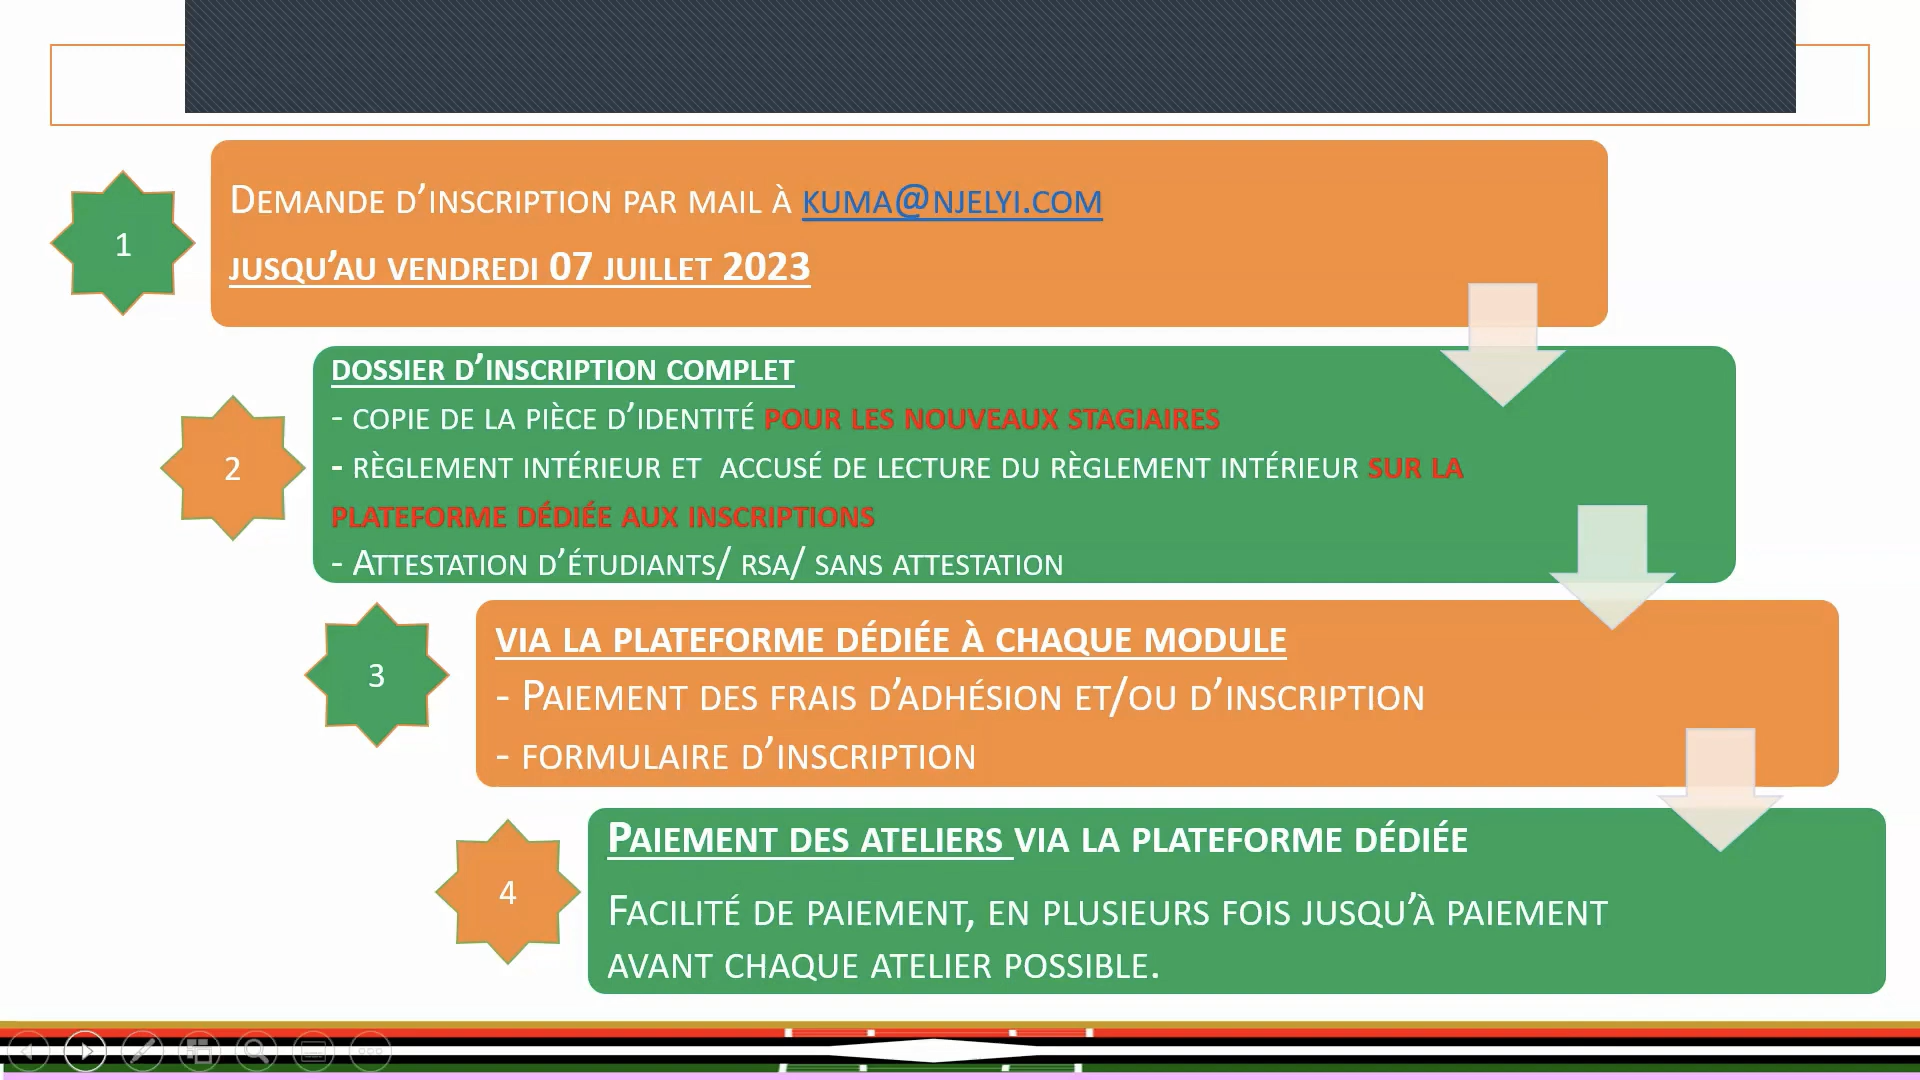 1
Demande d’inscription par mail à kuma@njelyi.com
jusqu’au vendredi 07 juillet 2023
2
dossier d’inscription complet
- copie de la pièce d’identité pour les nouveaux stagiaires
- règlement intérieur et accusé de lecture du règlement intérieur sur la
plateforme dédiée aux inscriptions
- Attestation d’étudiants/ rsa/ sans attestation
3
via la plateforme dédiée à chaque module
- Paiement des frais d’adhésion et/ou d’inscription
- formulaire d’inscription
4
Paiement des ateliers via la plateforme dédiée
Facilité de paiement, en plusieurs fois jusqu’à paiement
avant chaque atelier possible.